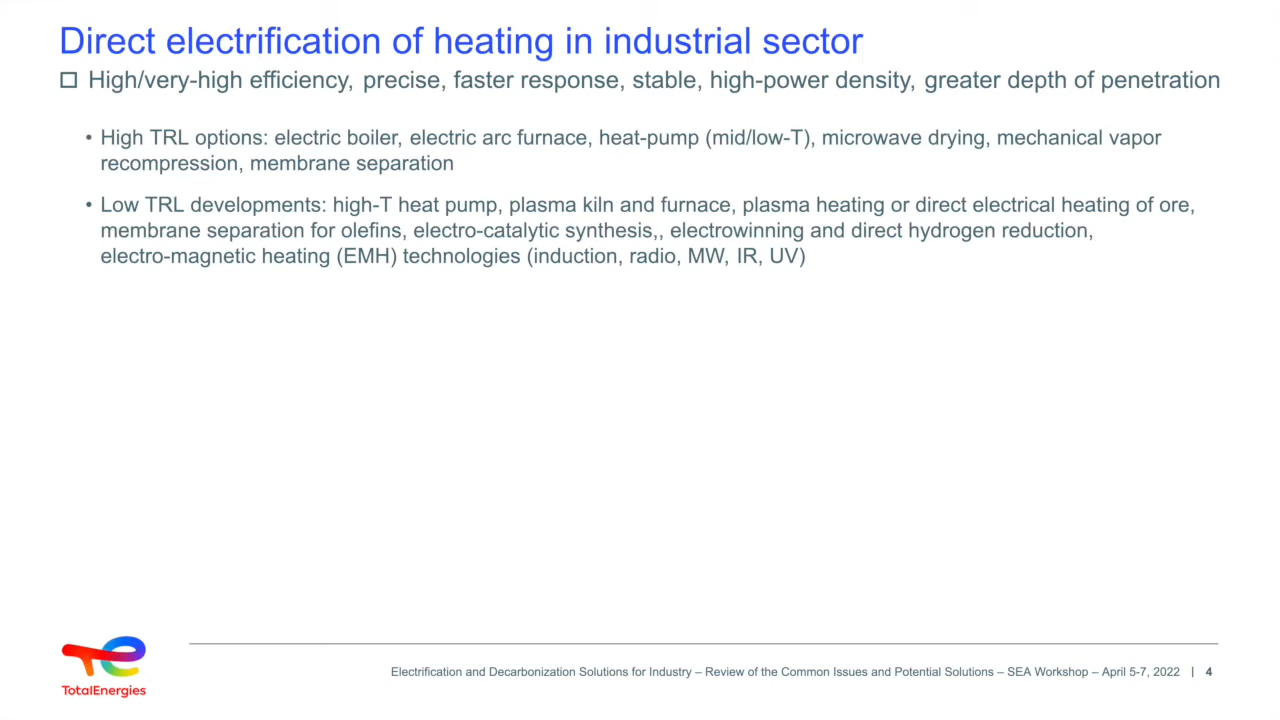 Direct electrification of heating in industrial sector
High/very-high efficiency, precise, faster response, stable, high-power density, greater depth of penetration
• High TRL options: electric boiler, electric arc furnace, heat-pump (mid/low-T), microwave drying, mechanical vapor
recompression, membrane separation
• Low TRL developments: high-T heat pump, plasma kiln and furnace, plasma heating or direct electrical heating of ore,
membrane separation for olefins, electro-catalytic synthesis,, electrowinning and direct hydrogen reduction,
electro-magnetic heating (EMH) technologies (induction, radio, MW, IR, UV)
TotalEnergies
Electrification and Decarbonization Solutions for Industry – Review of the Common Issues and Potential Solutions – SEA Workshop – April 5-7, 2022 | 4